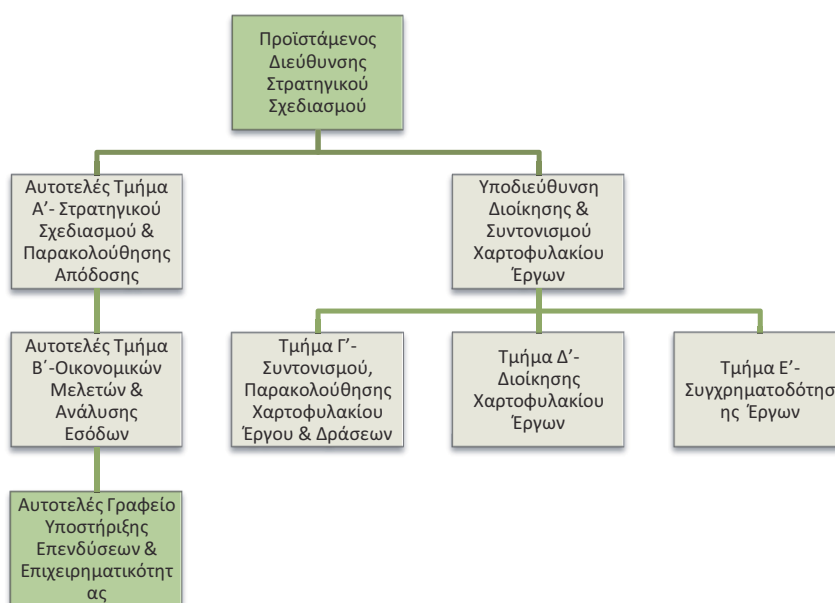 Προϊστάμενος
Διεύθυνσης
Στρατηγικού
Σχεδιασμού
Αυτοτελές Τμήμα
Α’- Στρατηγικού
Σχεδιασμού &
Παρακολούθησης
Απόδοσης
Υποδιεύθυνση
Διοίκησης &
Συντονισμού
Χαρτοφυλακίου
Έργων
Αυτοτελές Τμήμα
Β΄-Οικονομικών
Μελετών &
Ανάλυσης
Εσόδων
Τμήμα Γ’-
Συντονισμού,
Παρακολούθησης
Χαρτοφυλακίου
Έργου & Δράσεων
Τμήμα Δ’-
Διοίκησης
Χαρτοφυλακίου
Έργων
Τμήμα Ε’-
Συγχρηματοδότησ
ης Έργων
Αυτοτελές Γραφείο
Υποστήριξης
Επενδύσεων &
Επιχειρηματικότητ
ας